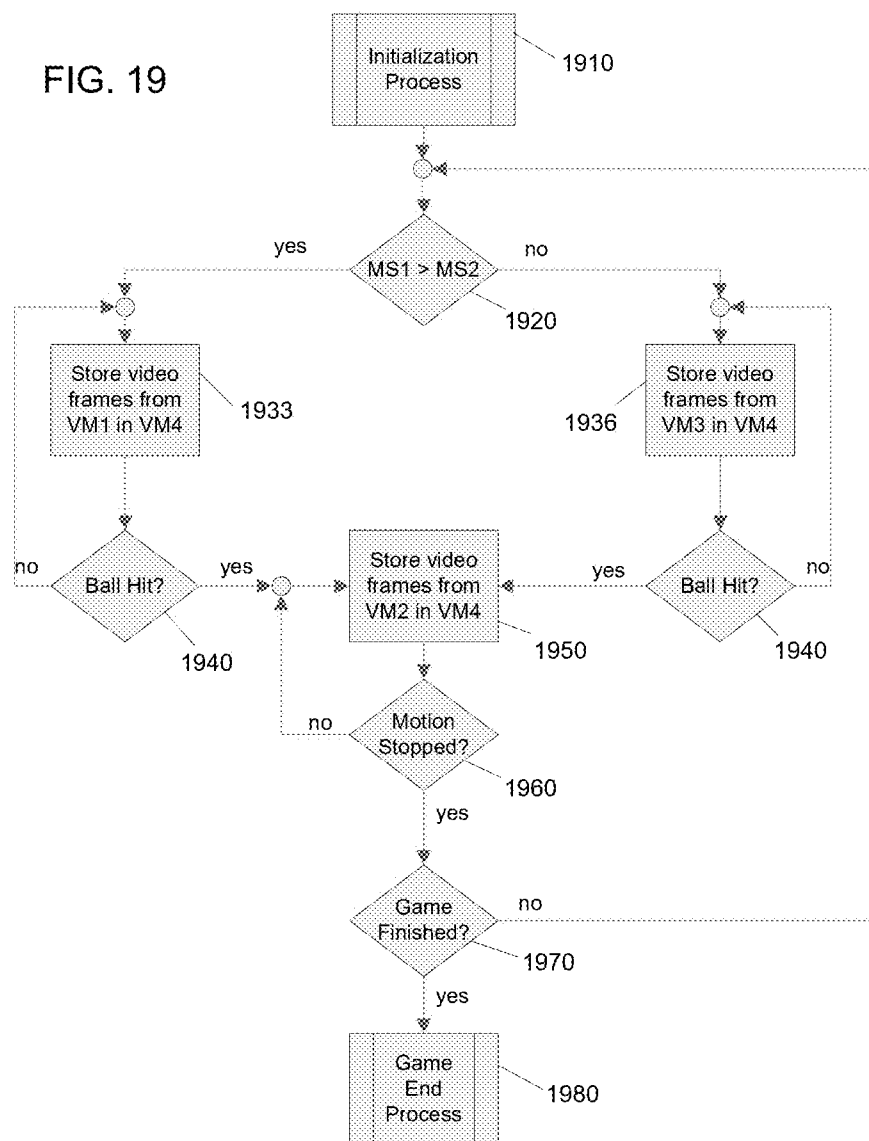 FIG. 19
Initialization
Process
1910
yes
MS1 > MS2
no
1920
Store video
frames from
VM1 in VM4
1933
Store video
frames from
VM3 in VM4
1936
no
Ball Hit?
yes
1940
Store video
frames from
VM2 in VM4
1950
yes
Ball Hit?
no
1940
no
Motion
Stopped?
1960
yes
Game
Finished?
no
1970
yes
Game
End
Process
1980